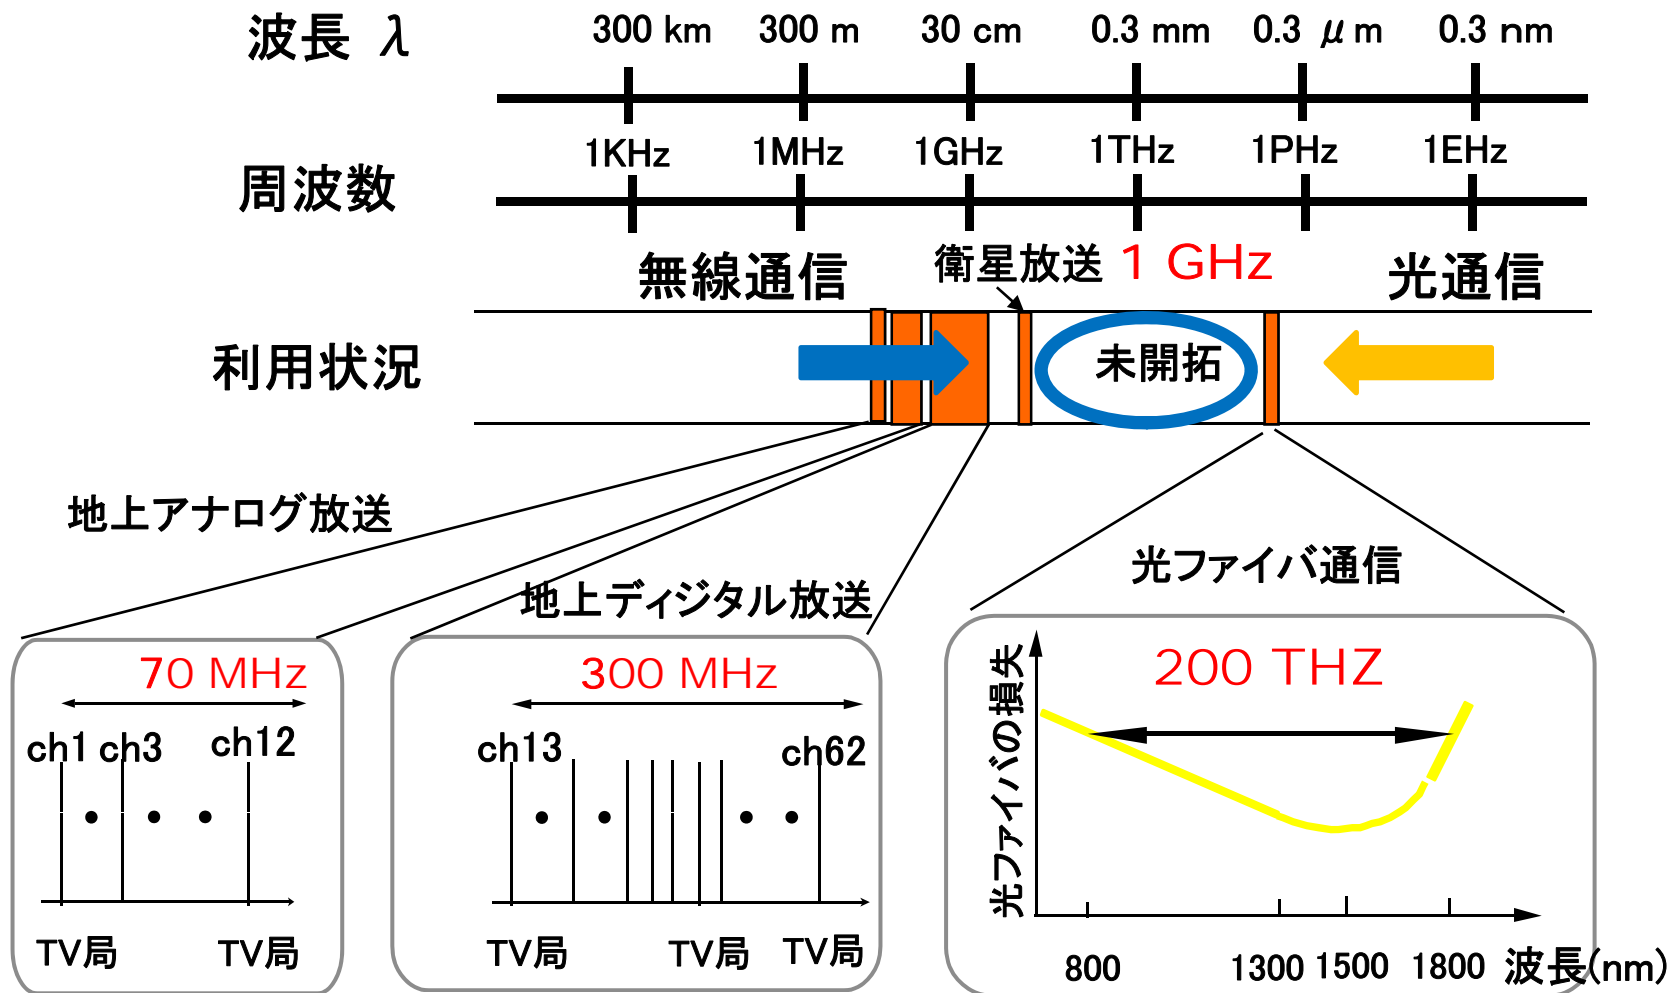 波長 λ
300 km 300 m 30 cm 0.3 mm 0.3 μm 0.3 nm
1KHz 1MHz 1GHz 1THz 1PHz 1EHz
周波数
無線通信 衛星放送 1 GHz 光通信
利用状況
未開拓
地上アナログ放送
地上ディジタル放送
光ファイバ通信
70 MHz
ch1 ch3 ch12
TV局 TV局
300 MHz
ch13 ch62
TV局 TV局 TV局
200 THZ
光ファイバの損失
800 1300 1500 1800 波長(nm)